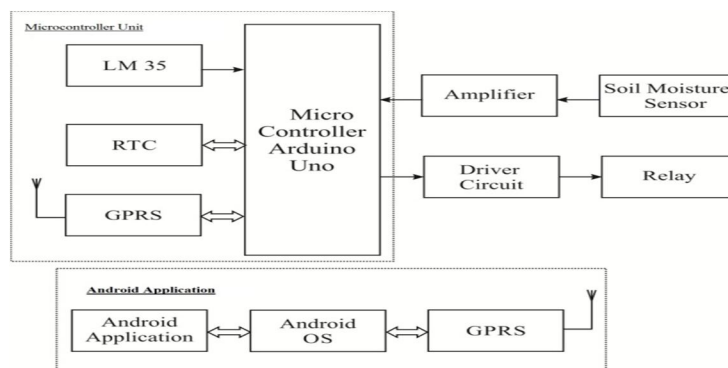 Microcontroller Unit
LM 35
RTC
GPRS
Micro
Controller
Arduino
Uno
Amplifier
Soil Moisture
Sensor
Driver
Circuit
Relay
Android Application
Android
Application
Android
OS
GPRS